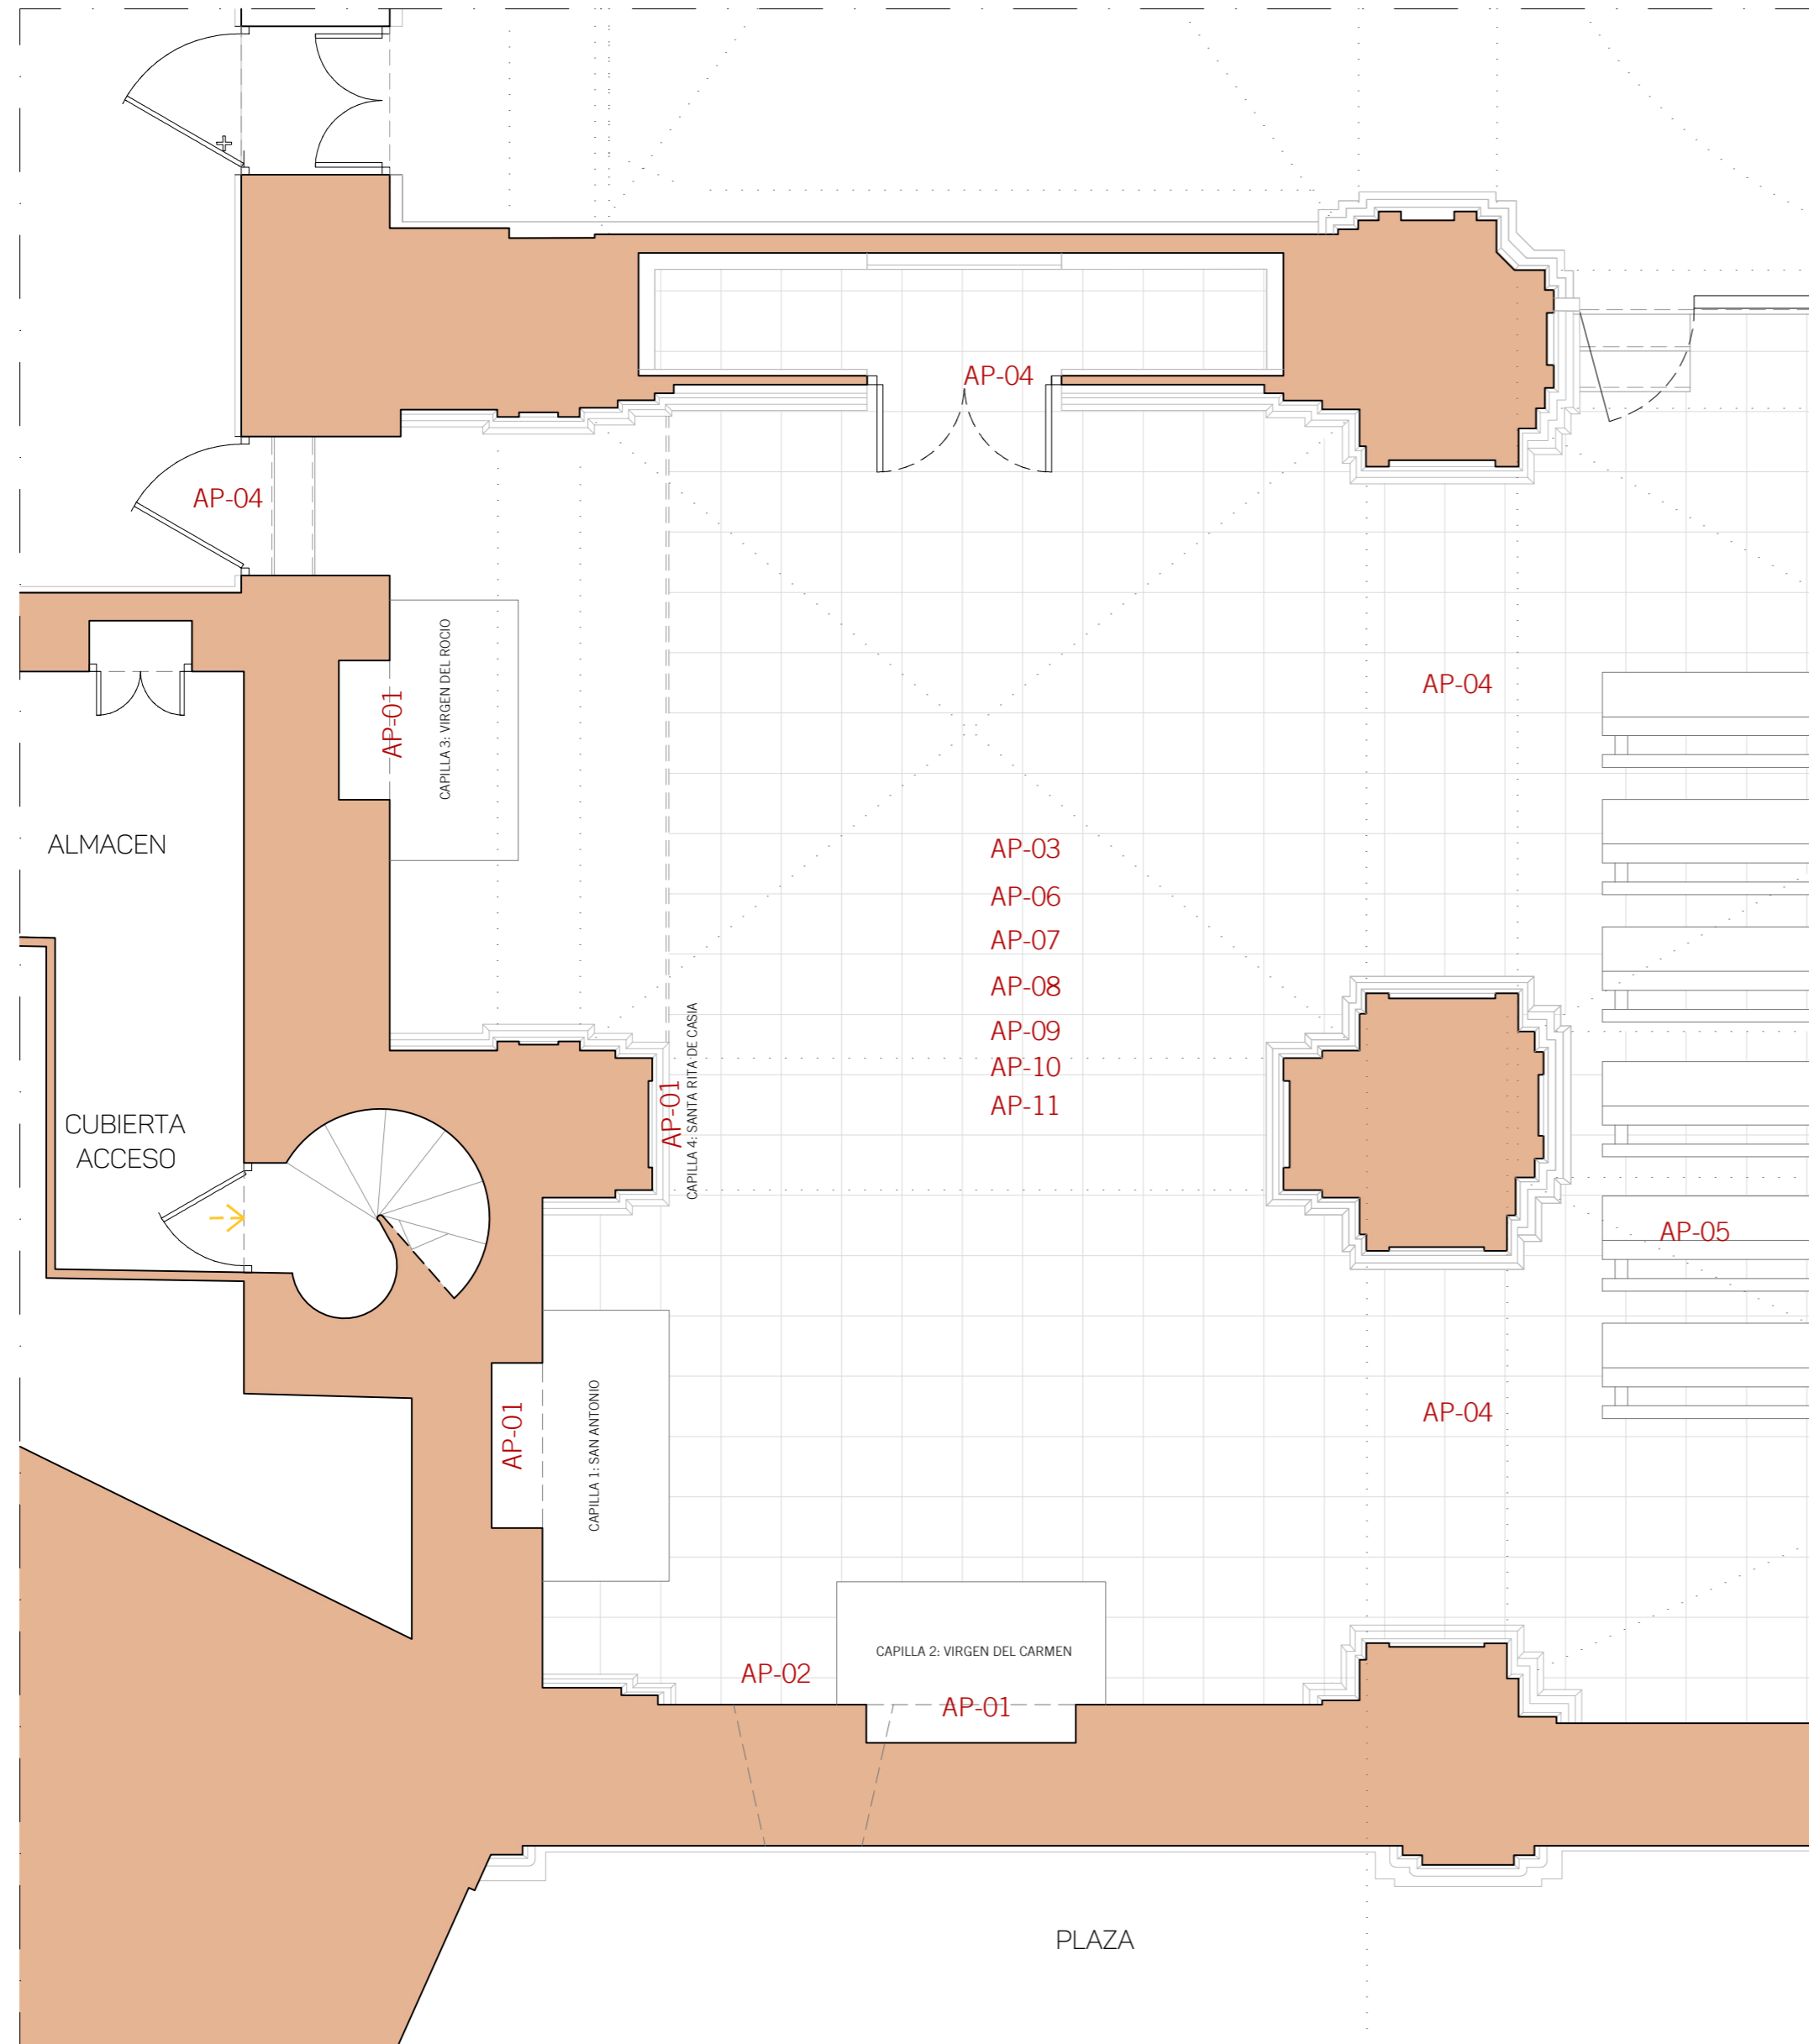 AP-04
AP-04
CAPILLA 3: VIRGEN DEL ROCIO
AP-01
AP-04
ALMACEN
AP-03
AP-06
AP-07
AP-08
AP-09
AP-10
AP-11
AP-01
CAPILLA 4: SANTA RITA DE CASIA
CUBIERTA
ACCESO
AP-05
AP-04
AP-01
CAPILLA 1: SAN ANTONIO
CAPILLA 2: VIRGEN DEL CARMEN
AP-02
AP-01
PLAZA